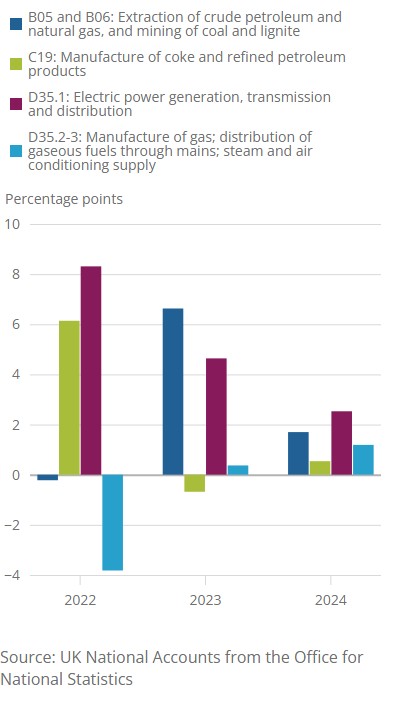 B05 and B06: Extraction of crude petroleum and
natural gas, and mining of coal and lignite
C19: Manufacture of coke and refined petroleum
products
D35.1: Electric power generation, transmission
and distribution
D35.2-3: Manufacture of gas; distribution of
gaseous fuels through mains; steam and air
conditioning supply
Percentage points
10
8
6
4
2
0
−2
−4
2022 2023 2024
Source: UK National Accounts from the Office for
National Statistics